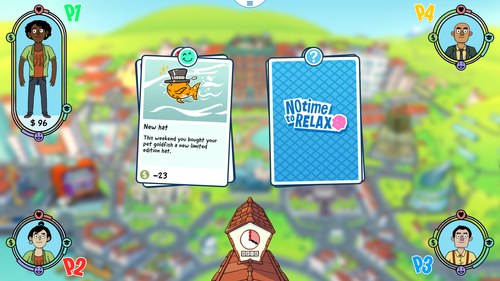 P1
P4
$ 96
New hat
This weekend you bought your
pet goldfish a new limited
edition hat.
$ -23
?
NO time
to RELAX
P2
P3